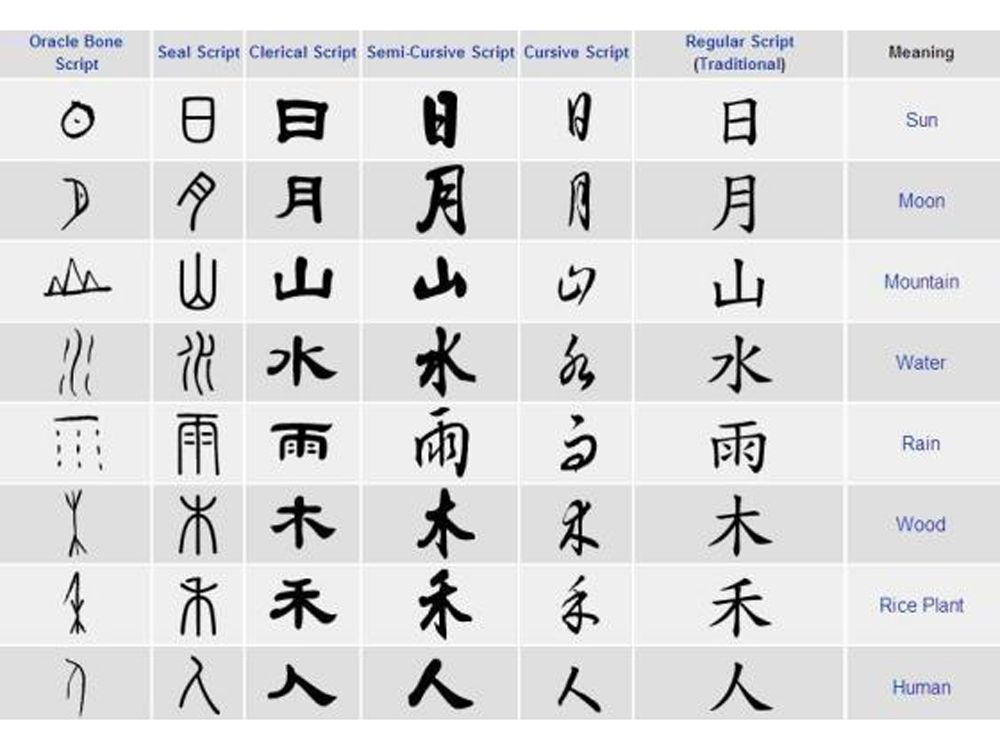 Oracle Bone Script Seal Script Clerical Script Semi-Cursive Script Cursive Script Regular Script (Traditional) Meaning
日 日 日 日 日 日 Sun
月 月 月 月 月 月 Moon
山 山 山 山 山 山 Mountain
水 水 水 水 水 水 Water
雨 雨 雨 雨 雨 雨 Rain
木 木 木 木 木 木 Wood
禾 禾 禾 禾 禾 禾 Rice Plant
人 人 人 人 人 人 Human